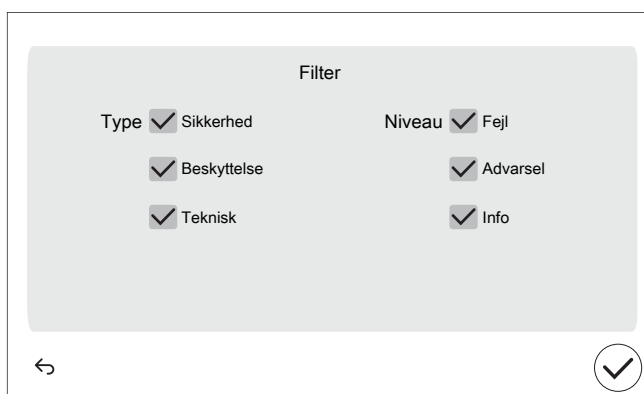 Filter
Type Sikkerhed Niveau Fejl
Beskyttelse Advarsel
Teknisk Info